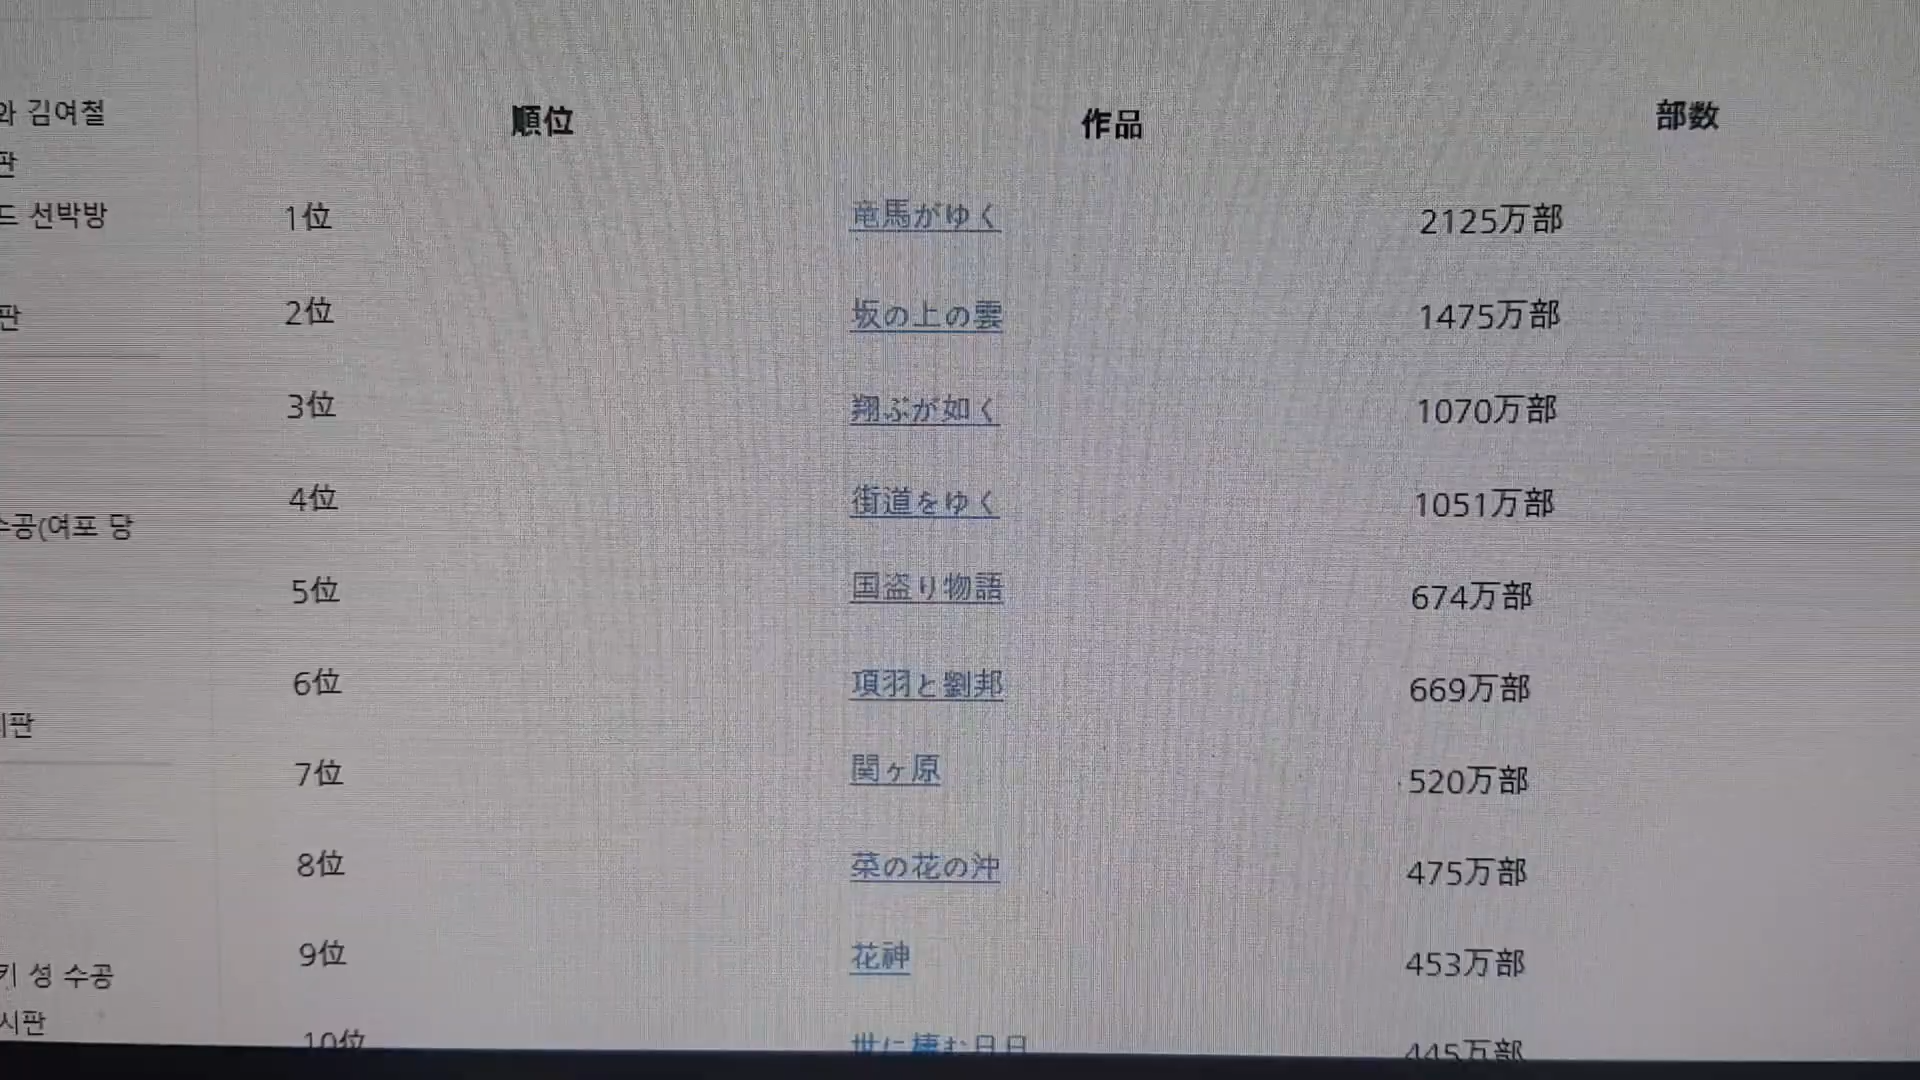 와 김여철
판
드 선박방
판
수공(여포 당
시판
키 성 수공
시판
順位 作品 部数
1位 竜馬がゆく 2125万部
2位 坂の上の雲 1475万部
3位 翔ぶが如く 1070万部
4位 街道をゆく 1051万部
5位 国盗り物語 674万部
6位 項羽と劉邦 669万部
7位 関ヶ原 520万部
8位 菜の花の沖 475万部
9位 花神 453万部
10位 世に棲む日日 445万部